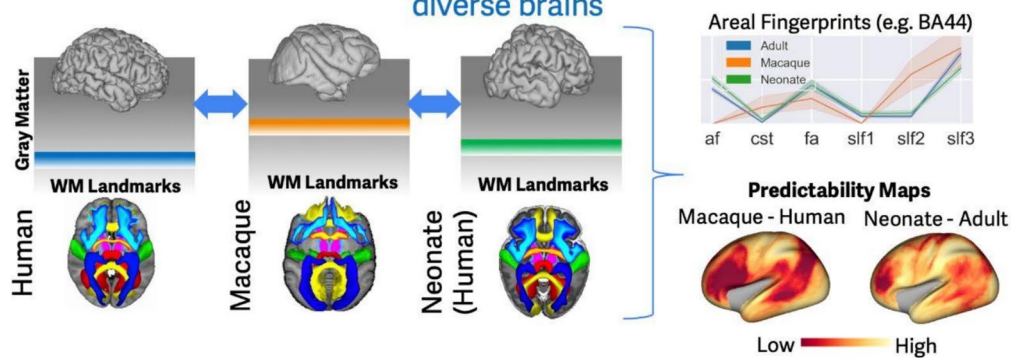 diverse brains
Gray Matter
WM Landmarks
WM Landmarks
WM Landmarks
Human
Macaque
Neonate
(Human)
Areal Fingerprints (e.g. BA44)
Adult
Macaque
Neonate
af cst fa slf1 slf2 slf3
Predictability Maps
Macaque - Human Neonate - Adult
Low High